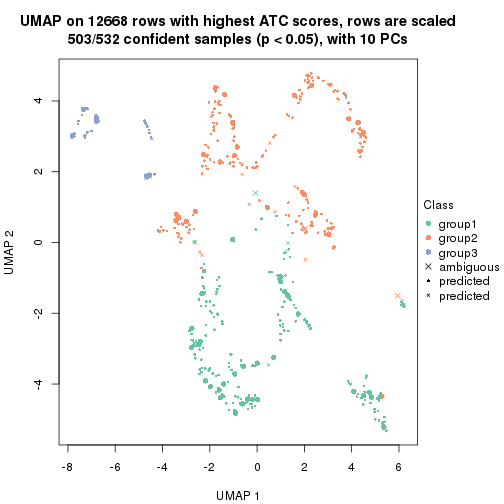 UMAP on 12668 rows with highest ATC scores, rows are scaled
503/532 confident samples (p < 0.05), with 10 PCs
4
2
0
-2
-4
UMAP 2
-8
-6
-4
-2
0
2
4
6
UMAP 1
Class
group1
group2
group3
ambiguous
predicted
predicted